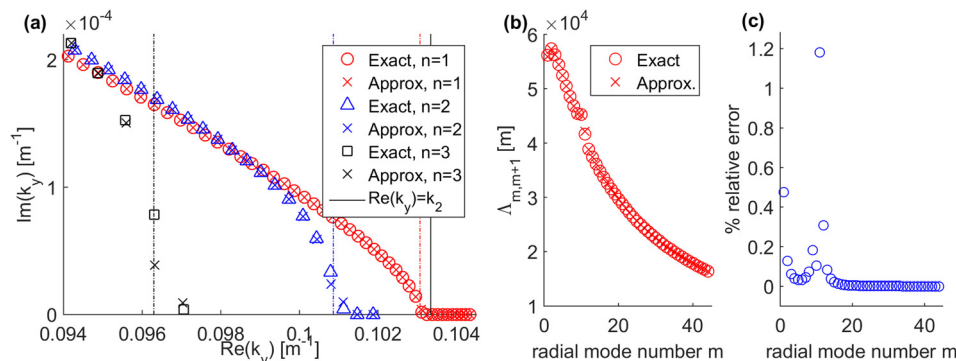 (a)
× 10⁻⁴
2
1
0
Im(k_y) [m⁻¹]
0.094 0.096 0.098 0.1 0.102 0.104
Re(k_y) [m⁻¹]
Exact, n=1
Approx, n=1
Exact, n=2
Approx, n=2
Exact, n=3
Approx, n=3
Re(k_y)=k₂
(b)
× 10⁴
6
5
4
3
2
1
Λ_m,m+1 [m]
0 20 40
radial mode number m
Exact
Approx.
(c)
1.2
1
0.8
0.6
0.4
0.2
0
% relative error
0 20 40
radial mode number m